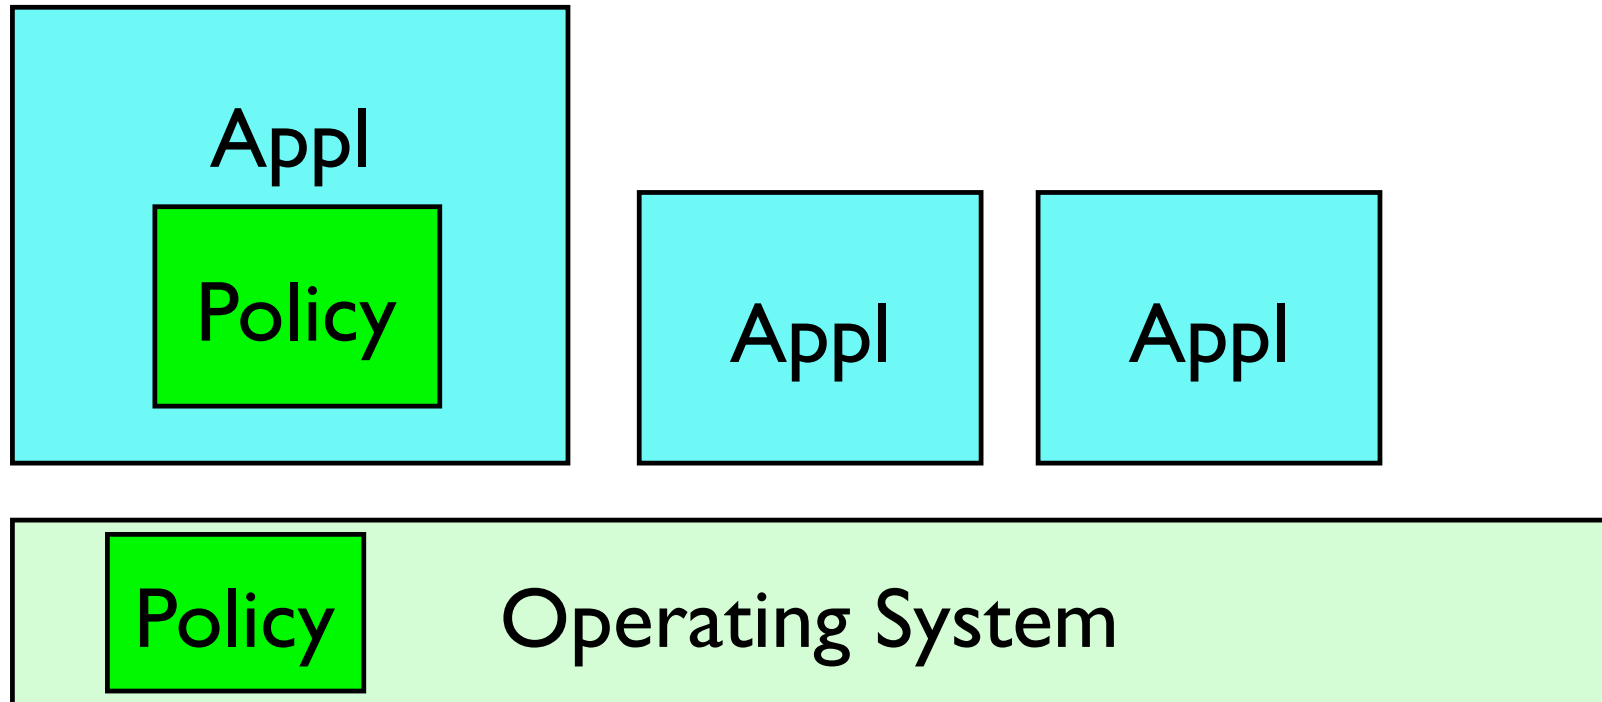 Appl
Policy
Appl
Appl
Policy
Operating System